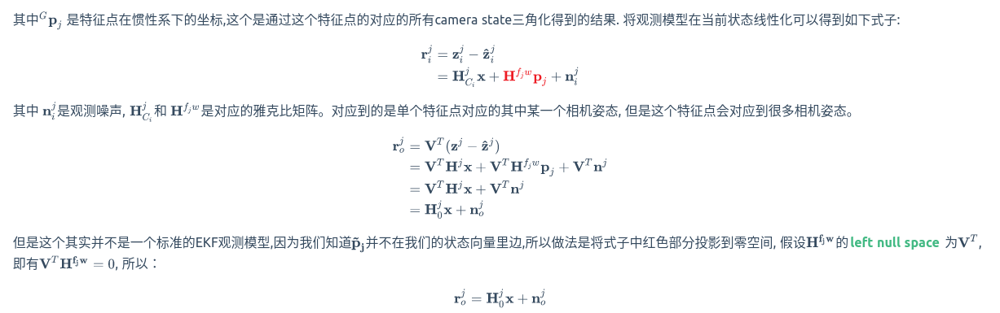 其中$^G\mathbf{p}_j$ 是特征点在惯性系下的坐标,这个是通过这个特征点的对应的所有camera state三角化得到的结果. 将观测模型在当前状态线性化可以得到如下式子:
$\mathbf{r}_i^j = \mathbf{z}_i^j - \hat{\mathbf{z}}_i^j$
$= \mathbf{H}_{C_i}^j \mathbf{x} + \mathbf{H}^{f_j w} \mathbf{p}_j + \mathbf{n}_i^j$
其中 $\mathbf{n}_i^j$是观测噪声, $\mathbf{H}_{C_i}^j$和 $\mathbf{H}^{f_j w}$是对应的雅克比矩阵。对应到的是单个特征点对应的其中某一个相机姿态, 但是这个特征点会对应到很多相机姿态。
$\mathbf{r}_o^j = \mathbf{V}^T (\mathbf{z}^j - \hat{\mathbf{z}}^j)$
$= \mathbf{V}^T \mathbf{H}^j \mathbf{x} + \mathbf{V}^T \mathbf{H}^{f_j w} \mathbf{p}_j + \mathbf{V}^T \mathbf{n}^j$
$= \mathbf{V}^T \mathbf{H}^j \mathbf{x} + \mathbf{V}^T \mathbf{n}^j$
$= \mathbf{H}_0^j \mathbf{x} + \mathbf{n}_o^j$
但是这个其实并不是一个标准的EKF观测模型,因为我们知道$\tilde{\mathbf{p}}_{\mathbf{j}}$并不在我们的状态向量里边,所以做法是将式子中红色部分投影到零空间, 假设$\mathbf{H}^{\mathbf{f_j w}}$的 left null space 为$\mathbf{V}^T$,
即有$\mathbf{V}^T \mathbf{H}^{\mathbf{f_j w}} = 0$, 所以：
$\mathbf{r}_o^j = \mathbf{H}_0^j \mathbf{x} + \mathbf{n}_o^j$